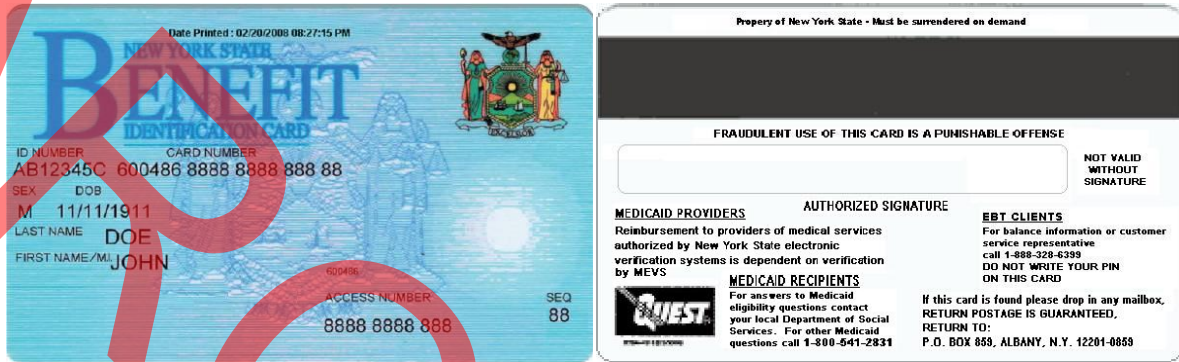 Date Printed : 02/20/2008 08:27:15 PM
NEW YORK STATE
BENEFIT
IDENTIFICATION CARD
EXCELSIOR
ID NUMBER CARD NUMBER
AB12345C 600486 8888 8888 888 88
SEX DOB
M 11/11/1911
LAST NAME DOE
FIRST NAME/M.I. JOHN
600486
ACCESS NUMBER SEQ
8888 8888 888 88
Propery of New York State - Must be surrendered on demand
FRAUDULENT USE OF THIS CARD IS A PUNISHABLE OFFENSE
NOT VALID
WITHOUT
SIGNATURE
AUTHORIZED SIGNATURE
MEDICAID PROVIDERS
Reimbursement to providers of medical services
authorized by New York State electronic
verification systems is dependent on verification
by MEVS
EBT CLIENTS
For balance information or customer
service representative
call 1-888-328-6399
DO NOT WRITE YOUR PIN
ON THIS CARD
QUEST
MEDICAID RECIPIENTS
For answers to Medicaid
eligibility questions contact
your local Department of Social
Services. For other Medicaid
questions call 1-800-541-2831
If this card is found please drop in any mailbox,
RETURN POSTAGE IS GUARANTEED,
RETURN TO:
P.O. BOX 859, ALBANY, N.Y. 12201-0859